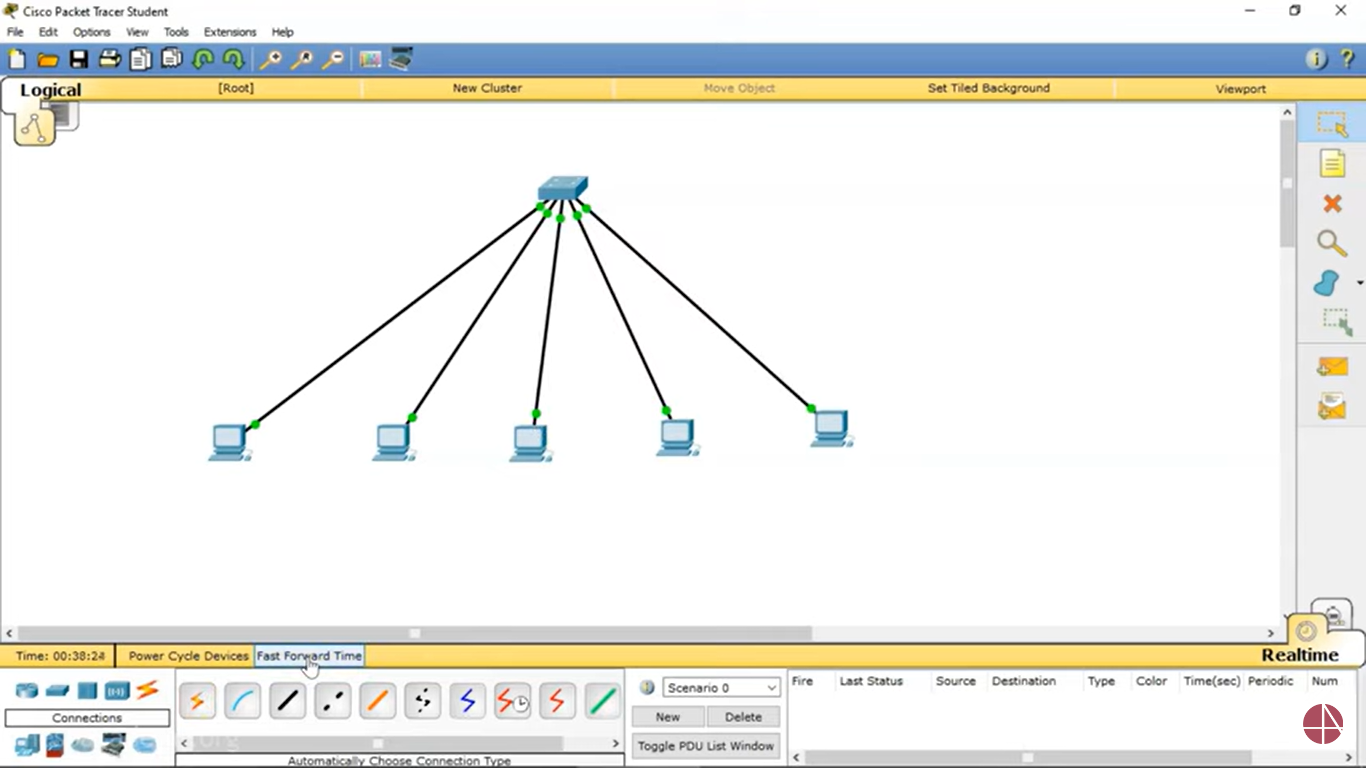 Cisco Packet Tracer Student
File Edit Options View Tools Extensions Help
Logical [Root] New Cluster Move Object Set Tiled Background Viewport
Time: 00:38:24 Power Cycle Devices Fast Forward Time Realtime
Fire Last Status Source Destination Type Color Time(sec) Periodic Num
Scenario 0
Connections
New Delete
Toggle PDU List Window
Automatically Choose Connection Type